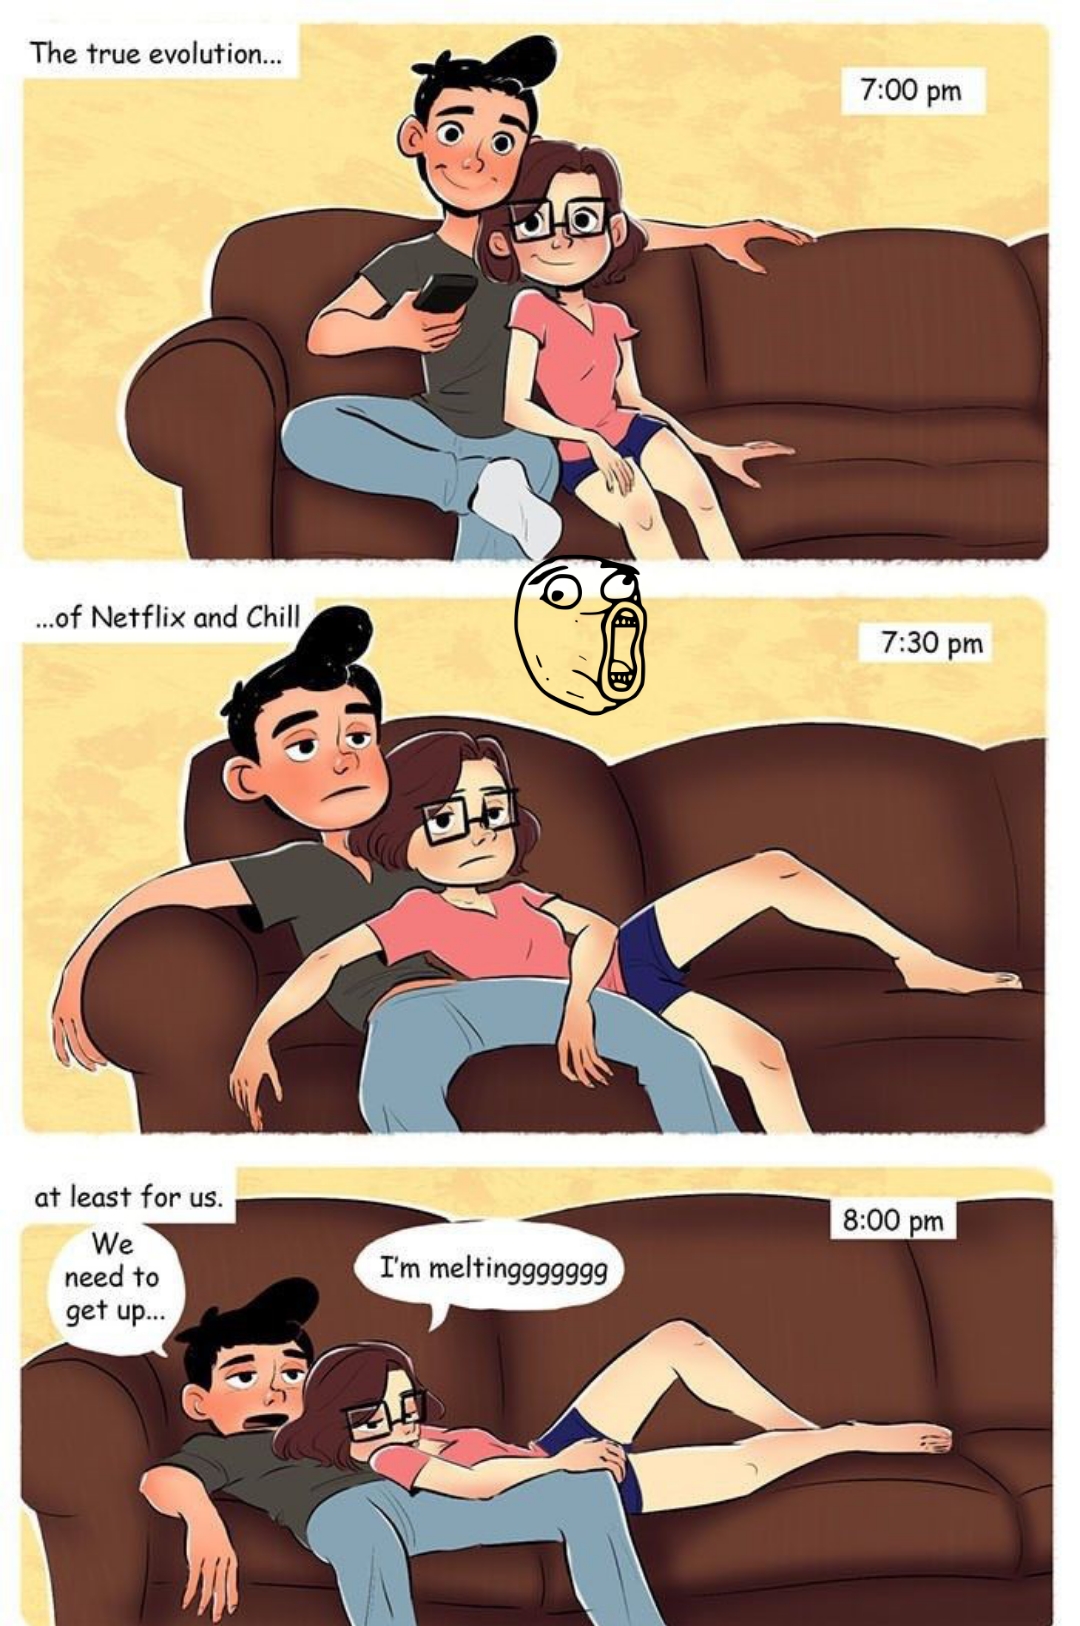 The true evolution...
7:00 pm
...of Netflix and Chill
7:30 pm
at least for us.
8:00 pm
We
need to
get up...
I'm meltinggggggg